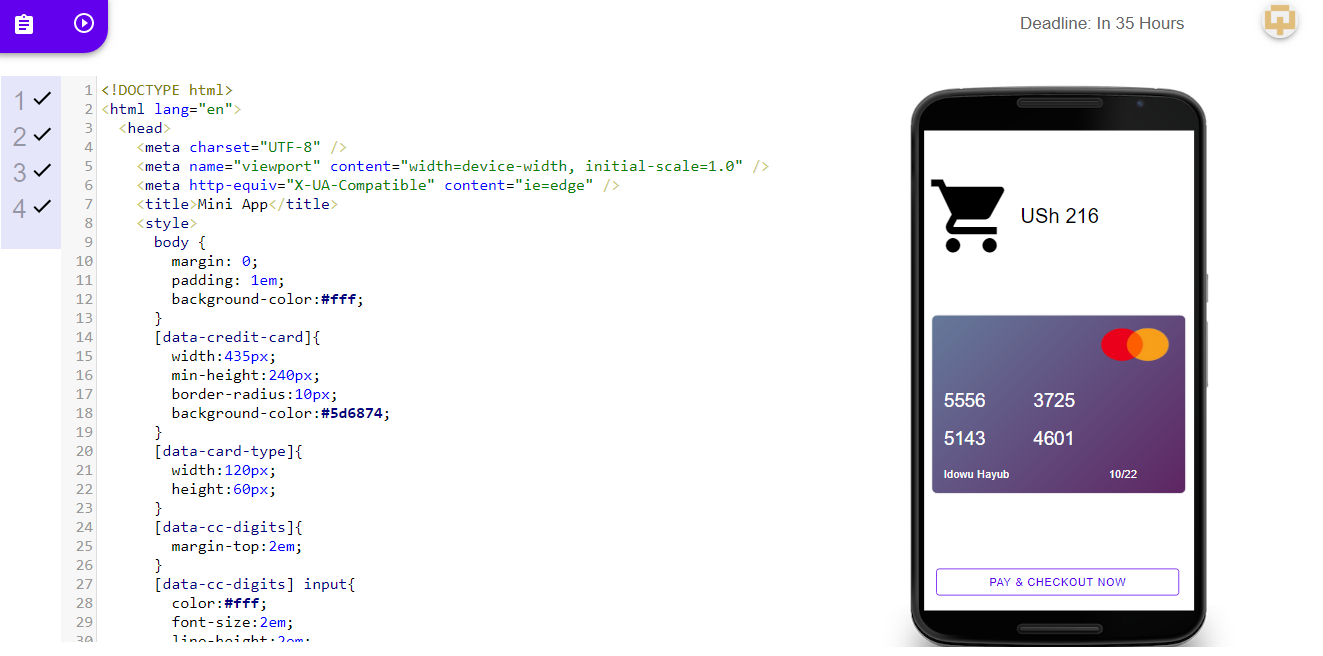 Deadline: In 35 Hours
1
2
3
4
1 <!DOCTYPE html>
2 <html lang="en">
3 <head>
4 <meta charset="UTF-8" />
5 <meta name="viewport" content="width=device-width, initial-scale=1.0" />
6 <meta http-equiv="X-UA-Compatible" content="ie=edge" />
7 <title>Mini App</title>
8 <style>
9 body {
10 margin: 0;
11 padding: 1em;
12 background-color:#fff;
13 }
14 [data-credit-card]{
15 width:435px;
16 min-height:240px;
17 border-radius:10px;
18 background-color:#5d6874;
19 }
20 [data-card-type]{
21 width:120px;
22 height:60px;
23 }
24 [data-cc-digits]{
25 margin-top:2em;
26 }
27 [data-cc-digits] input{
28 color:#fff;
29 font-size:2em;
30 line-height:2em;
USh 216
5556 3725
5143 4601
Idowu Hayub 10/22
PAY & CHECKOUT NOW